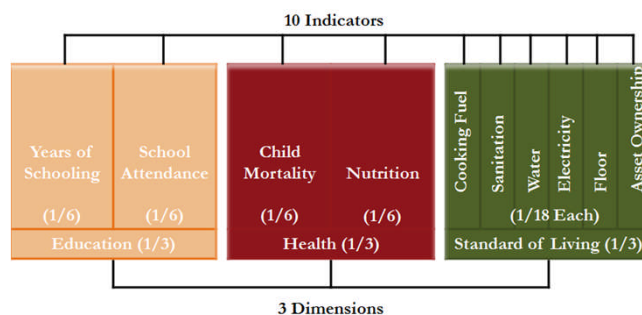 10 Indicators
Years of
Schooling
(1/6)
School
Attendance
(1/6)
Education (1/3)
Child
Mortality
(1/6)
Nutrition
(1/6)
Health (1/3)
Cooking Fuel
Sanitation
Water
Electricity
Floor
Asset Ownership
(1/18 Each)
Standard of Living (1/3)
3 Dimensions